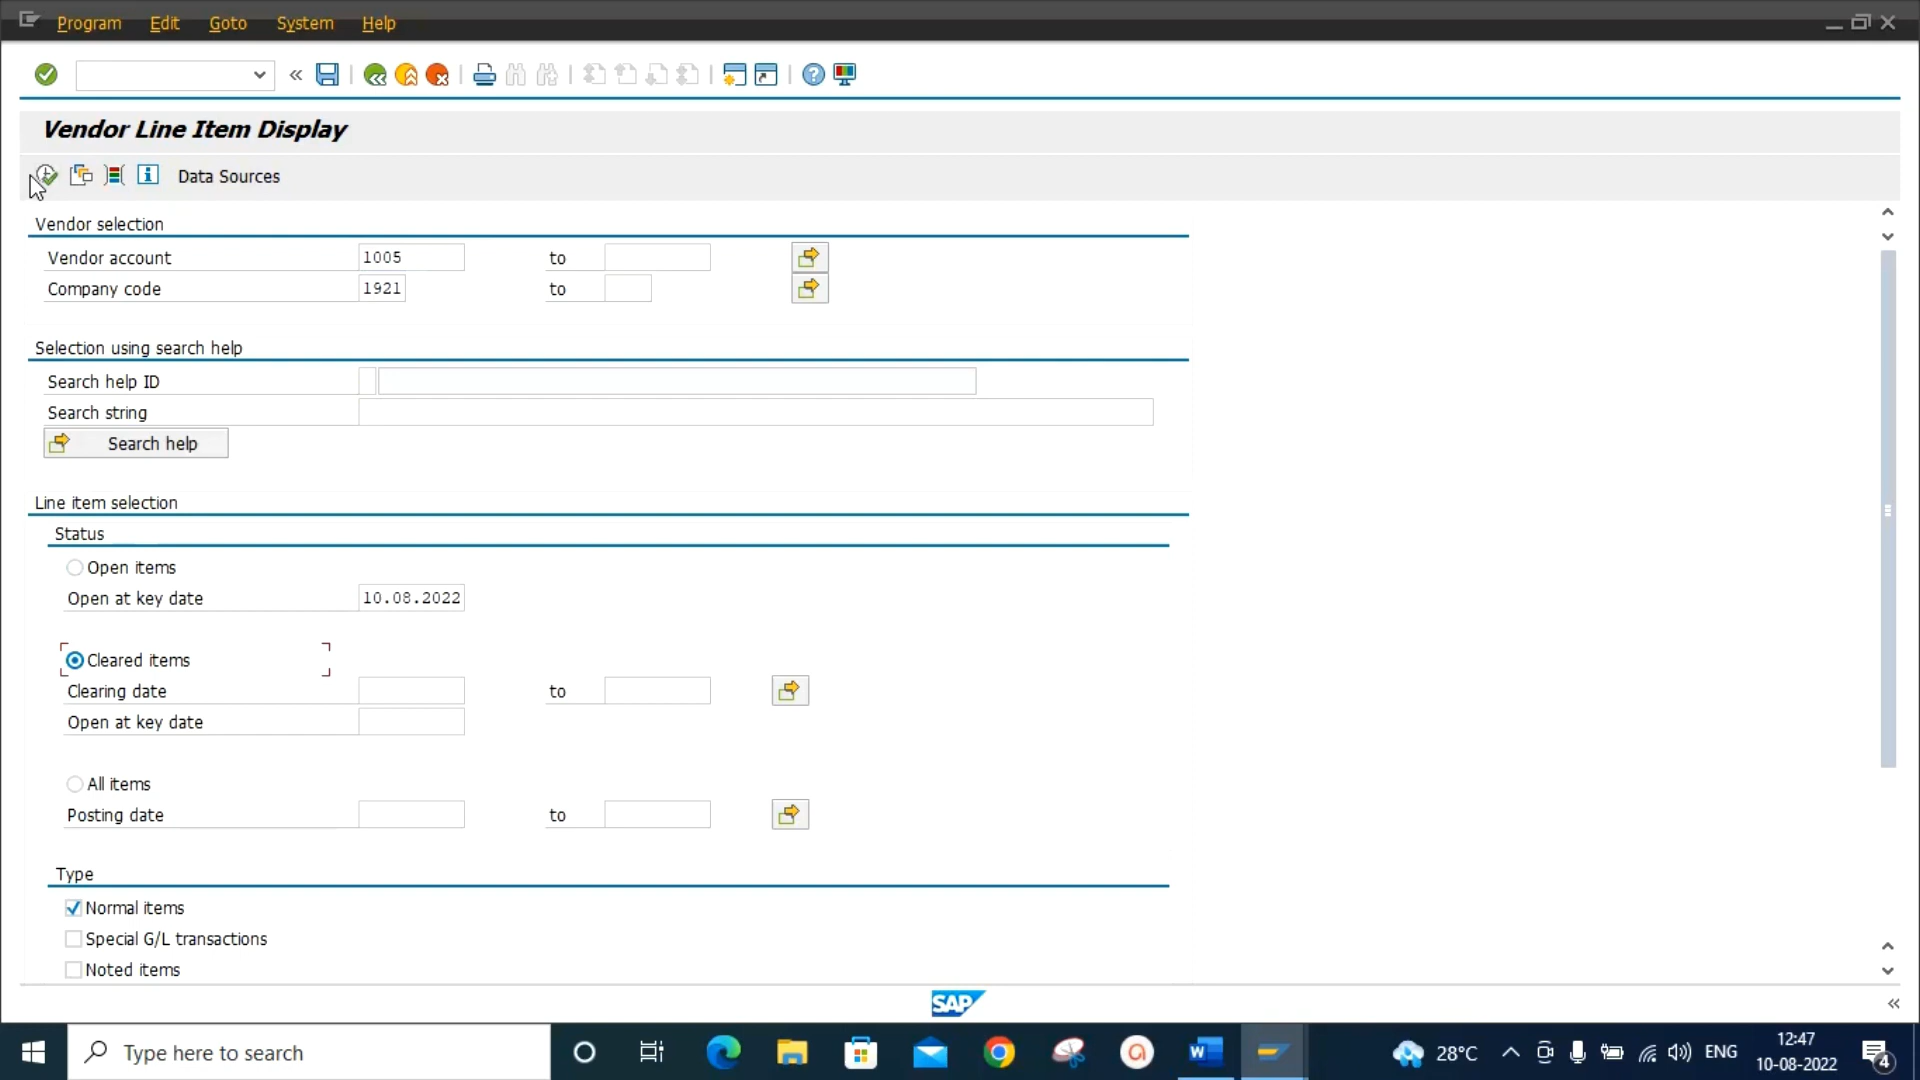 Program Edit Goto System Help
Vendor Line Item Display
Data Sources
Vendor selection
Vendor account 1005 to
Company code 1921 to
Selection using search help
Search help ID
Search string
Search help
Line item selection
Status
Open items
Open at key date 10.08.2022
Cleared items
Clearing date to
Open at key date
All items
Posting date to
Type
Normal items
Special G/L transactions
Noted items
SAP
Type here to search
28°C ENG
12:47
10-08-2022
4